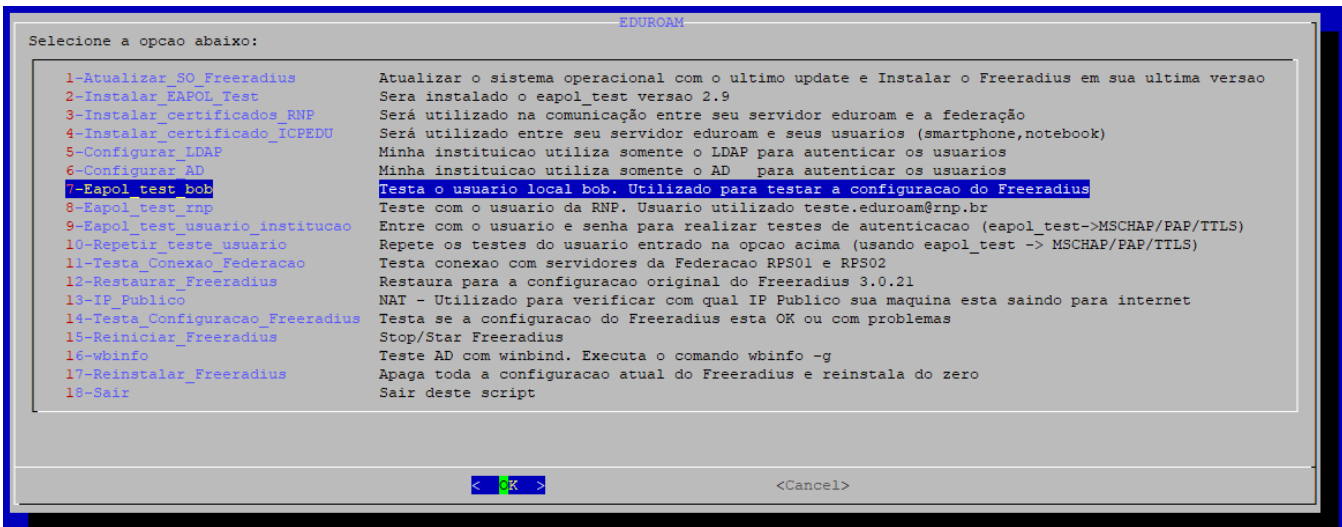 EDUROAM
Selecione a opcao abaixo:
1-Atualizar_SO_Freeradius Atualizar o sistema operacional com o ultimo update e Instalar o Freeradius em sua ultima versao
2-Instalar_EAPOL_Test Sera instalado o eapol_test versao 2.9
3-Instalar_certificados_RNP Será utilizado na comunicação entre seu servidor eduroam e a federação
4-Instalar_certificado_ICPEDU Será utilizado entre seu servidor eduroam e seus usuarios (smartphone,notebook)
5-Configurar_LDAP Minha instituicao utiliza somente o LDAP para autenticar os usuarios
6-Configurar_AD Minha instituicao utiliza somente o AD para autenticar os usuarios
7-Eapol_test_bob Testa o usuario local bob. Utilizado para testar a configuracao do Freeradius
8-Eapol_test_rnp Teste com o usuario da RNP. Usuario utilizado teste.eduroam@rnp.br
9-Eapol_test_usuario_institucao Entre com o usuario e senha para realizar testes de autenticacao (eapol_test->MSCHAP/PAP/TTLS)
10-Repetir_teste_usuario Repete os testes do usuario entrado na opcao acima (usando eapol_test -> MSCHAP/PAP/TTLS)
11-Testa_Conexao_Federacao Testa conexao com servidores da Federacao RPS01 e RPS02
12-Restaurar_Freeradius Restaura para a configuracao original do Freeradius 3.0.21
13-IP_Publico NAT - Utilizado para verificar com qual IP Publico sua maquina esta saindo para internet
14-Testa_Configuracao_Freeradius Testa se a configuracao do Freeradius esta OK ou com problemas
15-Reiniciar_Freeradius Stop/Star Freeradius
16-wbinfo Teste AD com winbind. Executa o comando wbinfo -g
17-Reinstalar_Freeradius Apaga toda a configuracao atual do Freeradius e reinstala do zero
18-Sair Sair deste script
< OK > <Cancel>